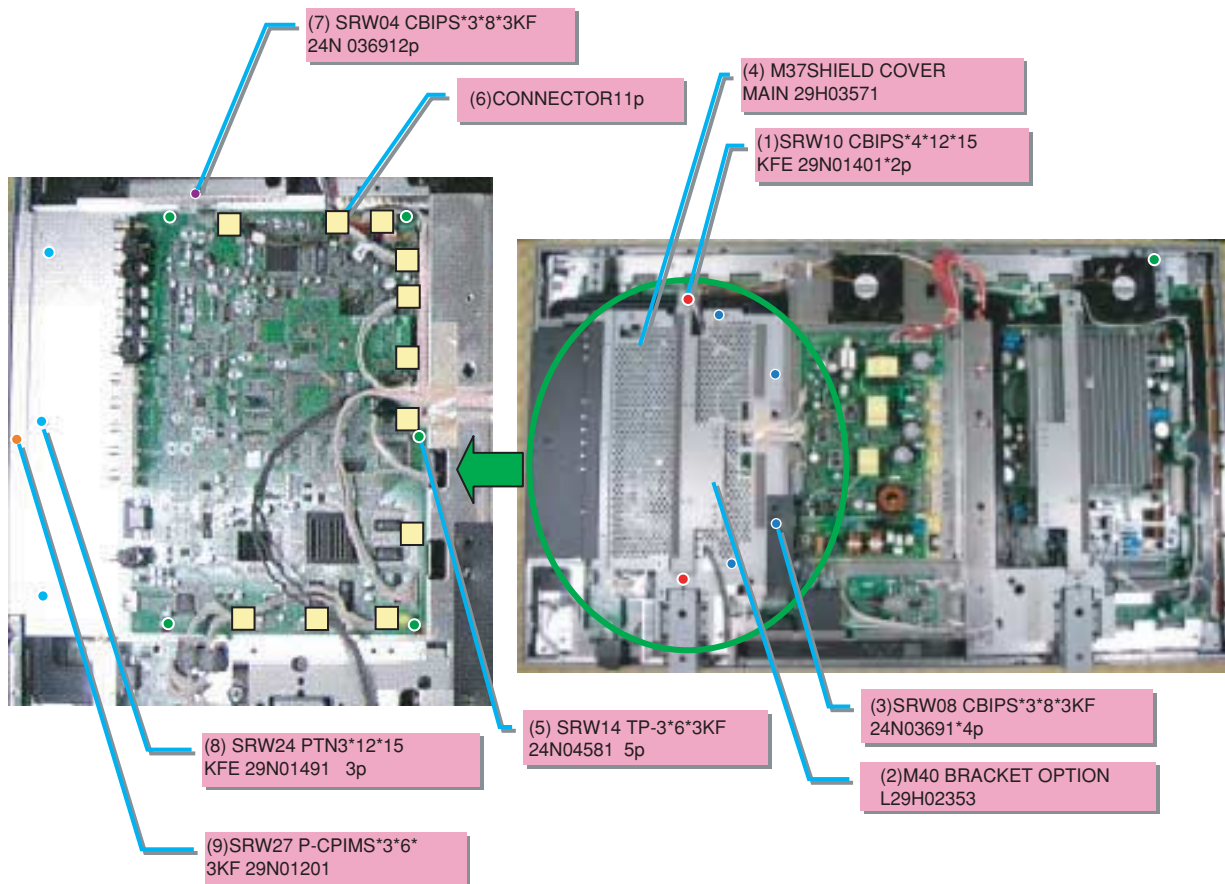 (7) SRW04 CBIPS*3*8*3KF
24N 036912p
(4) M37SHIELD COVER
MAIN 29H03571
(6)CONNECTOR11p
(1)SRW10 CBIPS*4*12*15
KFE 29N01401*2p
(3)SRW08 CBIPS*3*8*3KF
24N03691*4p
(5) SRW14 TP-3*6*3KF
24N04581 5p
(8) SRW24 PTN3*12*15
KFE 29N01491 3p
(2)M40 BRACKET OPTION
L29H02353
(9)SRW27 P-CPIMS*3*6*
3KF 29N01201